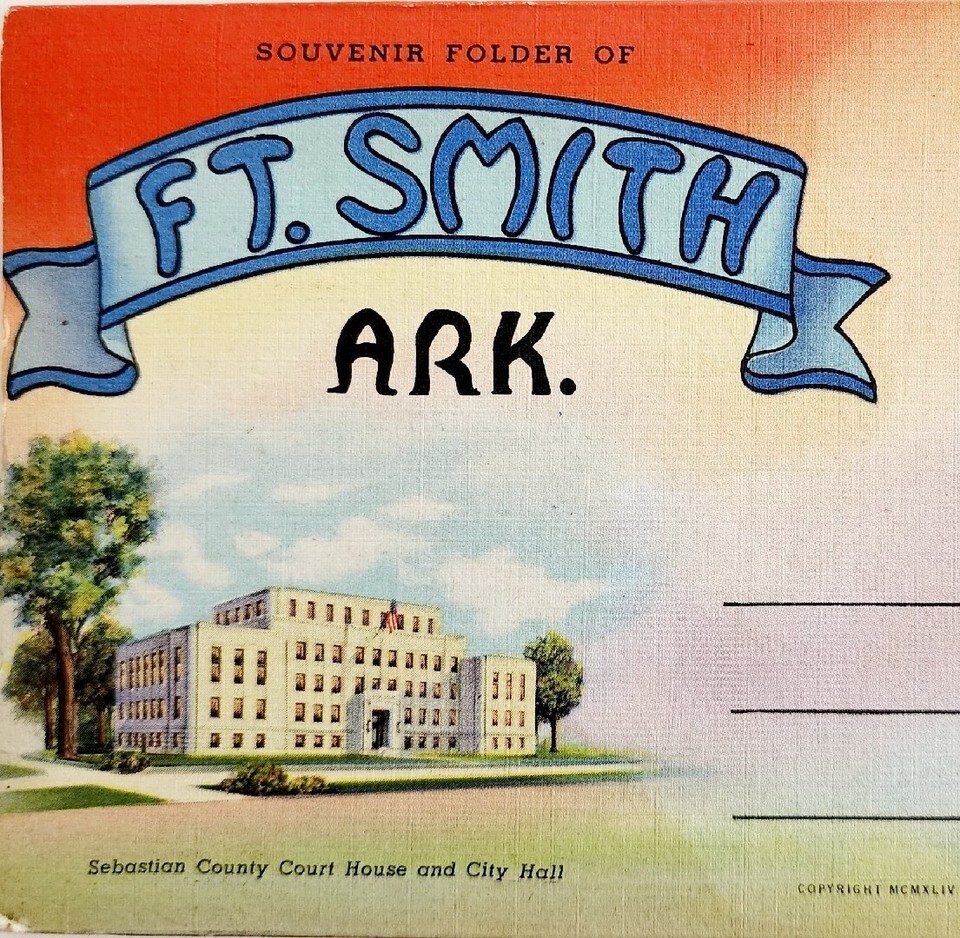 SOUVENIR FOLDER OF
FT. SMITH
ARK.
Sebastian County Court House and City Hall
COPYRIGHT MCMXLIV